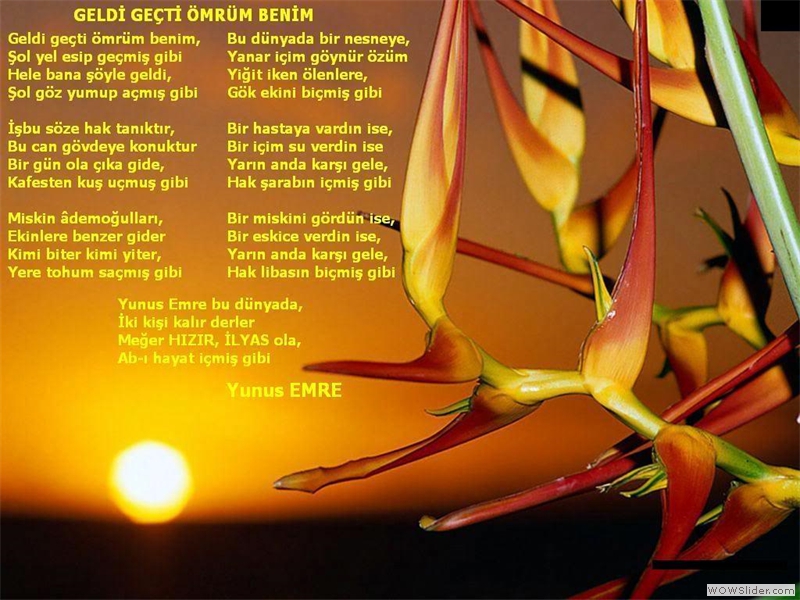 GELDİ GEÇTİ ÖMRÜM BENİM
Geldi geçti ömrüm benim,
Şol yel esip geçmiş gibi
Hele bana şöyle geldi,
Şol göz yumup açmış gibi
İşbu söze hak tanıktır,
Bu can gövdeye konuktur
Bir gün ola çıka gide,
Kafesten kuş uçmuş gibi
Miskin âdemoğulları,
Ekinlere benzer gider
Kimi biter kimi yiter,
Yere tohum saçmış gibi
Bu dünyada bir nesneye,
Yanar içim göynür özüm
Yiğit iken ölenlere,
Gök ekini biçmiş gibi
Bir hastaya vardın ise,
Bir içim su verdin ise
Yarın anda karşı gele,
Hak şarabın içmiş gibi
Bir miskini gördün ise,
Bir eskice verdin ise,
Yarın anda karşı gele,
Hak libasın biçmiş gibi
Yunus Emre bu dünyada,
İki kişi kalır derler
Meğer HIZIR, İLYAS ola,
Ab-ı hayat içmiş gibi
Yunus EMRE
WOWSlider.com